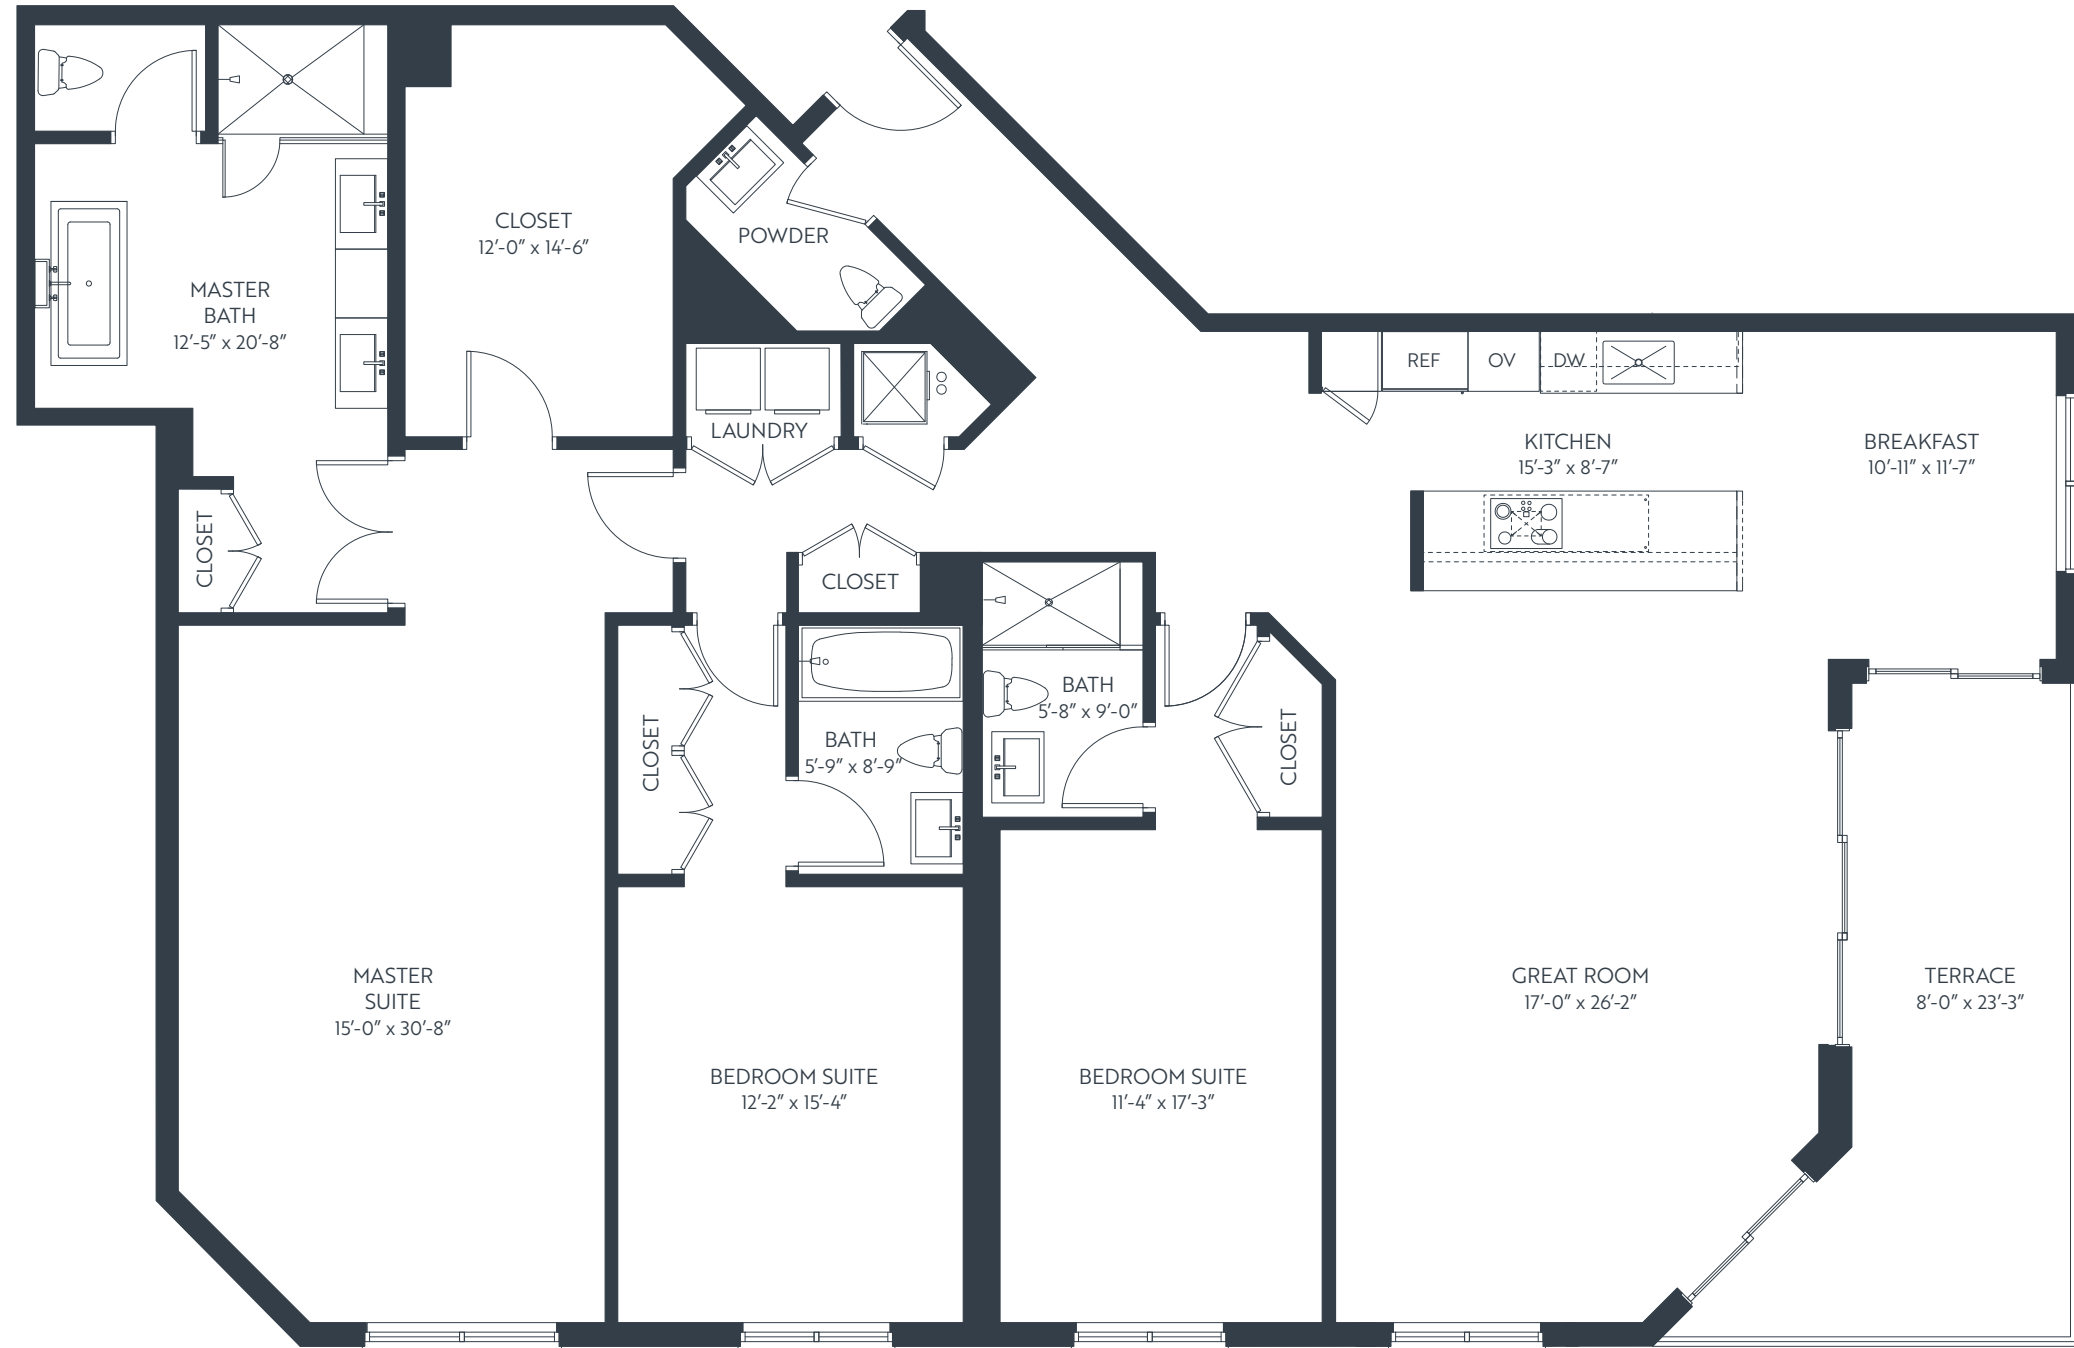 CLOSET
12'-0" x 14'-6"
POWDER
MASTER
BATH
12'-5" x 20'-8"
REF
OV
DW
LAUNDRY
KITCHEN
15'-3" x 8'-7"
BREAKFAST
10'-11" x 11'-7"
CLOSET
CLOSET
BATH
5'-8" x 9'-0"
BATH
5'-9" x 8'-9"
CLOSET
CLOSET
MASTER
SUITE
15'-0" x 30'-8"
GREAT ROOM
17'-0" x 26'-2"
TERRACE
8'-0" x 23'-3"
BEDROOM SUITE
12'-2" x 15'-4"
BEDROOM SUITE
11'-4" x 17'-3"